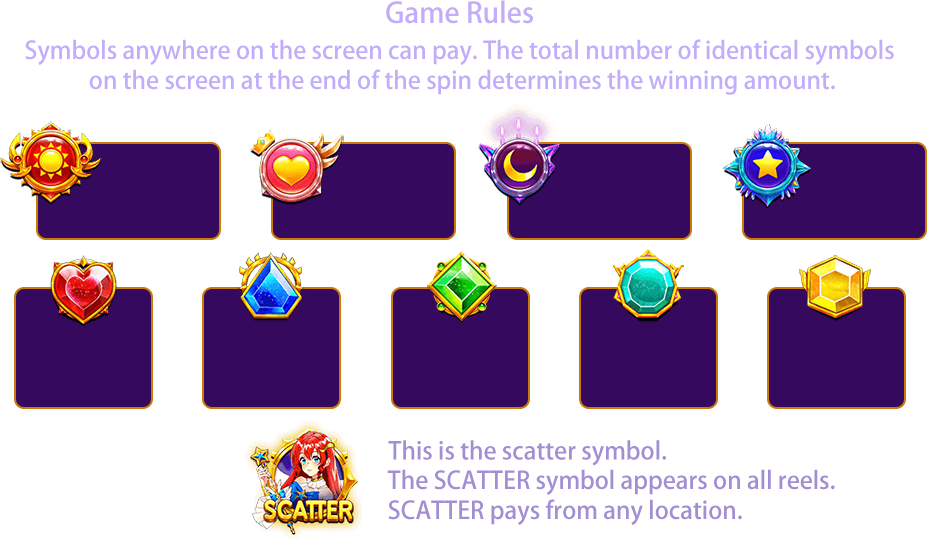 Game Rules
Symbols anywhere on the screen can pay. The total number of identical symbols
on the screen at the end of the spin determines the winning amount.
SCATTER
This is the scatter symbol.
The SCATTER symbol appears on all reels.
SCATTER pays from any location.